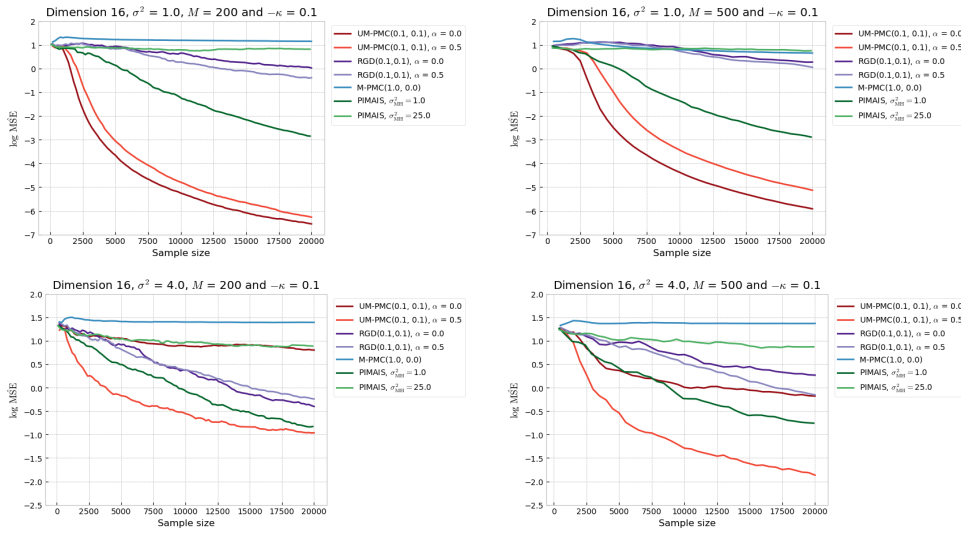 Dimension 16, σ² = 1.0, M = 200 and −κ = 0.1
2
1
0
−1
−2
−3
−4
−5
−6
−7
log MSE
0 2500 5000 7500 10000 12500 15000 17500 20000
Sample size
UM-PMC(0.1, 0.1), α = 0.0
UM-PMC(0.1, 0.1), α = 0.5
RGD(0.1,0.1), α = 0.0
RGD(0.1,0.1), α = 0.5
M-PMC(1.0, 0.0)
PIMAIS, σ²_MH = 1.0
PIMAIS, σ²_MH = 25.0
Dimension 16, σ² = 1.0, M = 500 and −κ = 0.1
2
1
0
−1
−2
−3
−4
−5
−6
−7
log MSE
0 2500 5000 7500 10000 12500 15000 17500 20000
Sample size
UM-PMC(0.1, 0.1), α = 0.0
UM-PMC(0.1, 0.1), α = 0.5
RGD(0.1,0.1), α = 0.0
RGD(0.1,0.1), α = 0.5
M-PMC(1.0, 0.0)
PIMAIS, σ²_MH = 1.0
PIMAIS, σ²_MH = 25.0
Dimension 16, σ² = 4.0, M = 200 and −κ = 0.1
2.0
1.5
1.0
0.5
0.0
−0.5
−1.0
−1.5
−2.0
−2.5
log MSE
0 2500 5000 7500 10000 12500 15000 17500 20000
Sample size
UM-PMC(0.1, 0.1), α = 0.0
UM-PMC(0.1, 0.1), α = 0.5
RGD(0.1,0.1), α = 0.0
RGD(0.1,0.1), α = 0.5
M-PMC(1.0, 0.0)
PIMAIS, σ²_MH = 1.0
PIMAIS, σ²_MH = 25.0
Dimension 16, σ² = 4.0, M = 500 and −κ = 0.1
2.0
1.5
1.0
0.5
0.0
−0.5
−1.0
−1.5
−2.0
−2.5
log MSE
0 2500 5000 7500 10000 12500 15000 17500 20000
Sample size
UM-PMC(0.1, 0.1), α = 0.0
UM-PMC(0.1, 0.1), α = 0.5
RGD(0.1,0.1), α = 0.0
RGD(0.1,0.1), α = 0.5
M-PMC(1.0, 0.0)
PIMAIS, σ²_MH = 1.0
PIMAIS, σ²_MH = 25.0